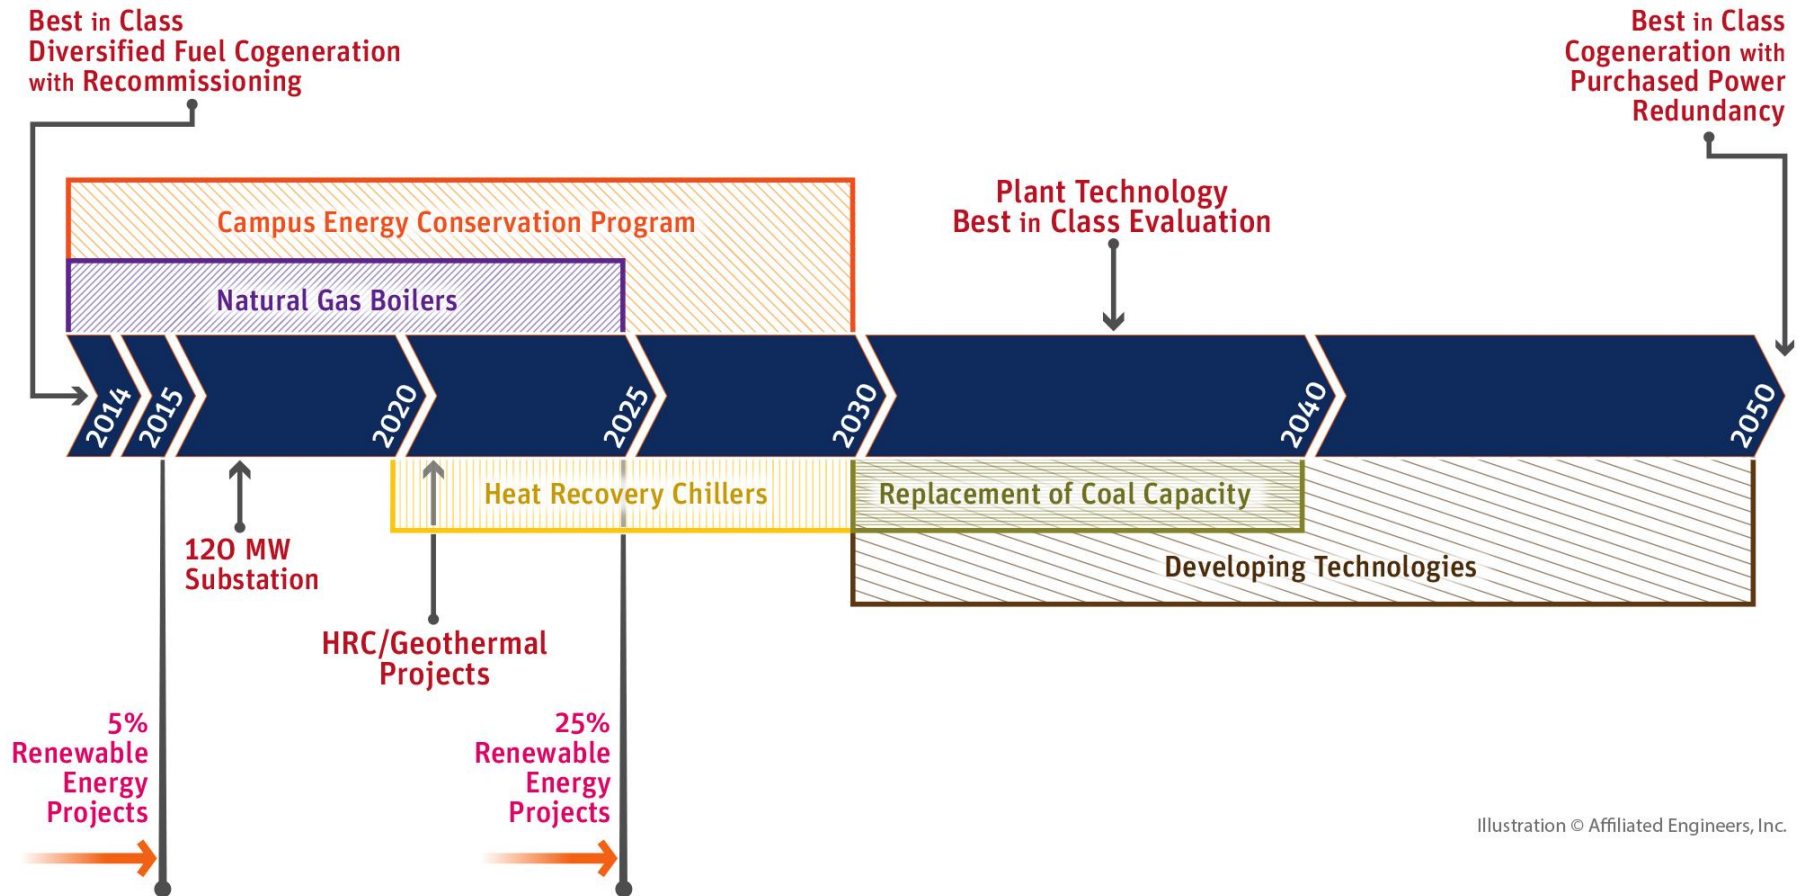 Best in Class
Diversified Fuel Cogeneration
with Recommissioning
Best in Class
Cogeneration with
Purchased Power
Redundancy
Campus Energy Conservation Program
Plant Technology
Best in Class Evaluation
Natural Gas Boilers
2014
2015
2020
2025
2030
2040
2050
Heat Recovery Chillers
Replacement of Coal Capacity
120 MW
Substation
Developing Technologies
HRC/Geothermal
Projects
5%
Renewable
Energy
Projects
25%
Renewable
Energy
Projects
Illustration © Affiliated Engineers, Inc.